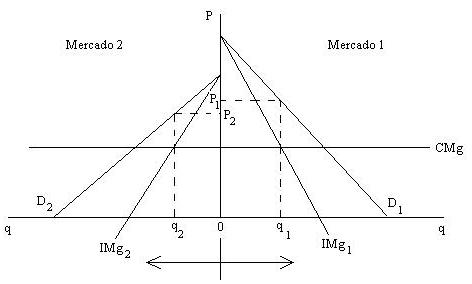 P
Mercado 2
Mercado 1
P1
P2
CMg
D2
D1
q
q2
0
q1
q
IMg2
IMg1